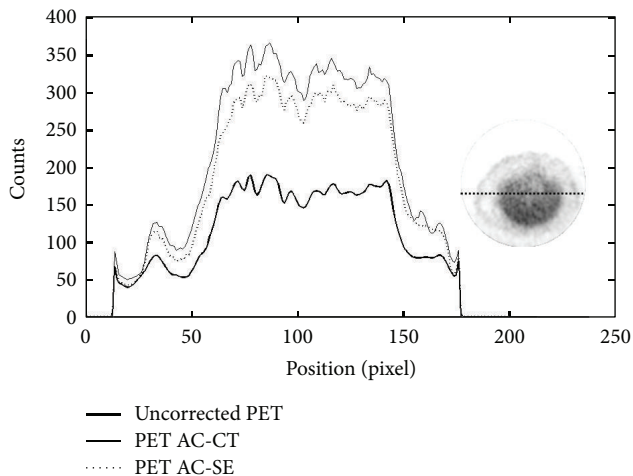 400
350
300
250
200
150
100
50
0
Counts
0 50 100 150 200 250
Position (pixel)
Uncorrected PET
PET AC-CT
PET AC-SE